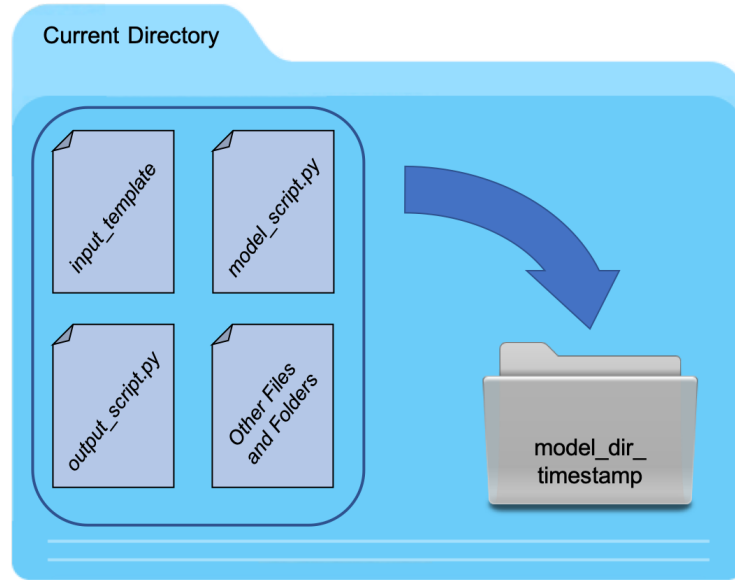 Current Directory
input_template
model_script.py
output_script.py
Other Files
and Folders
model_dir_
timestamp